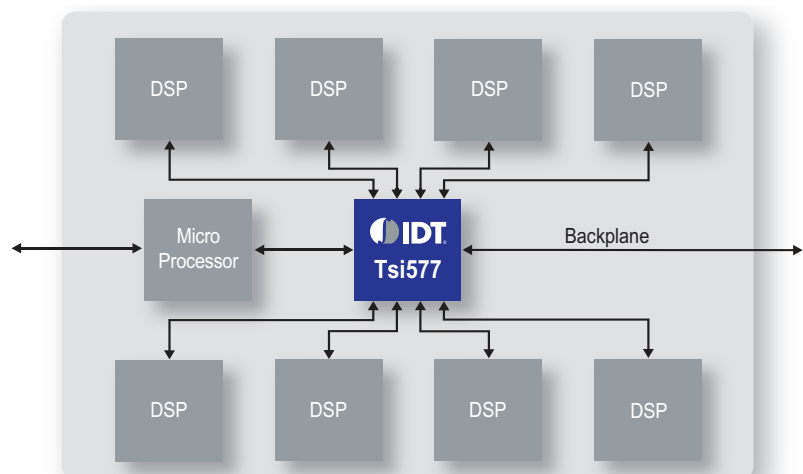 DSP
DSP
DSP
DSP
Micro
Processor
IDT.
Tsi577
Backplane
DSP
DSP
DSP
DSP